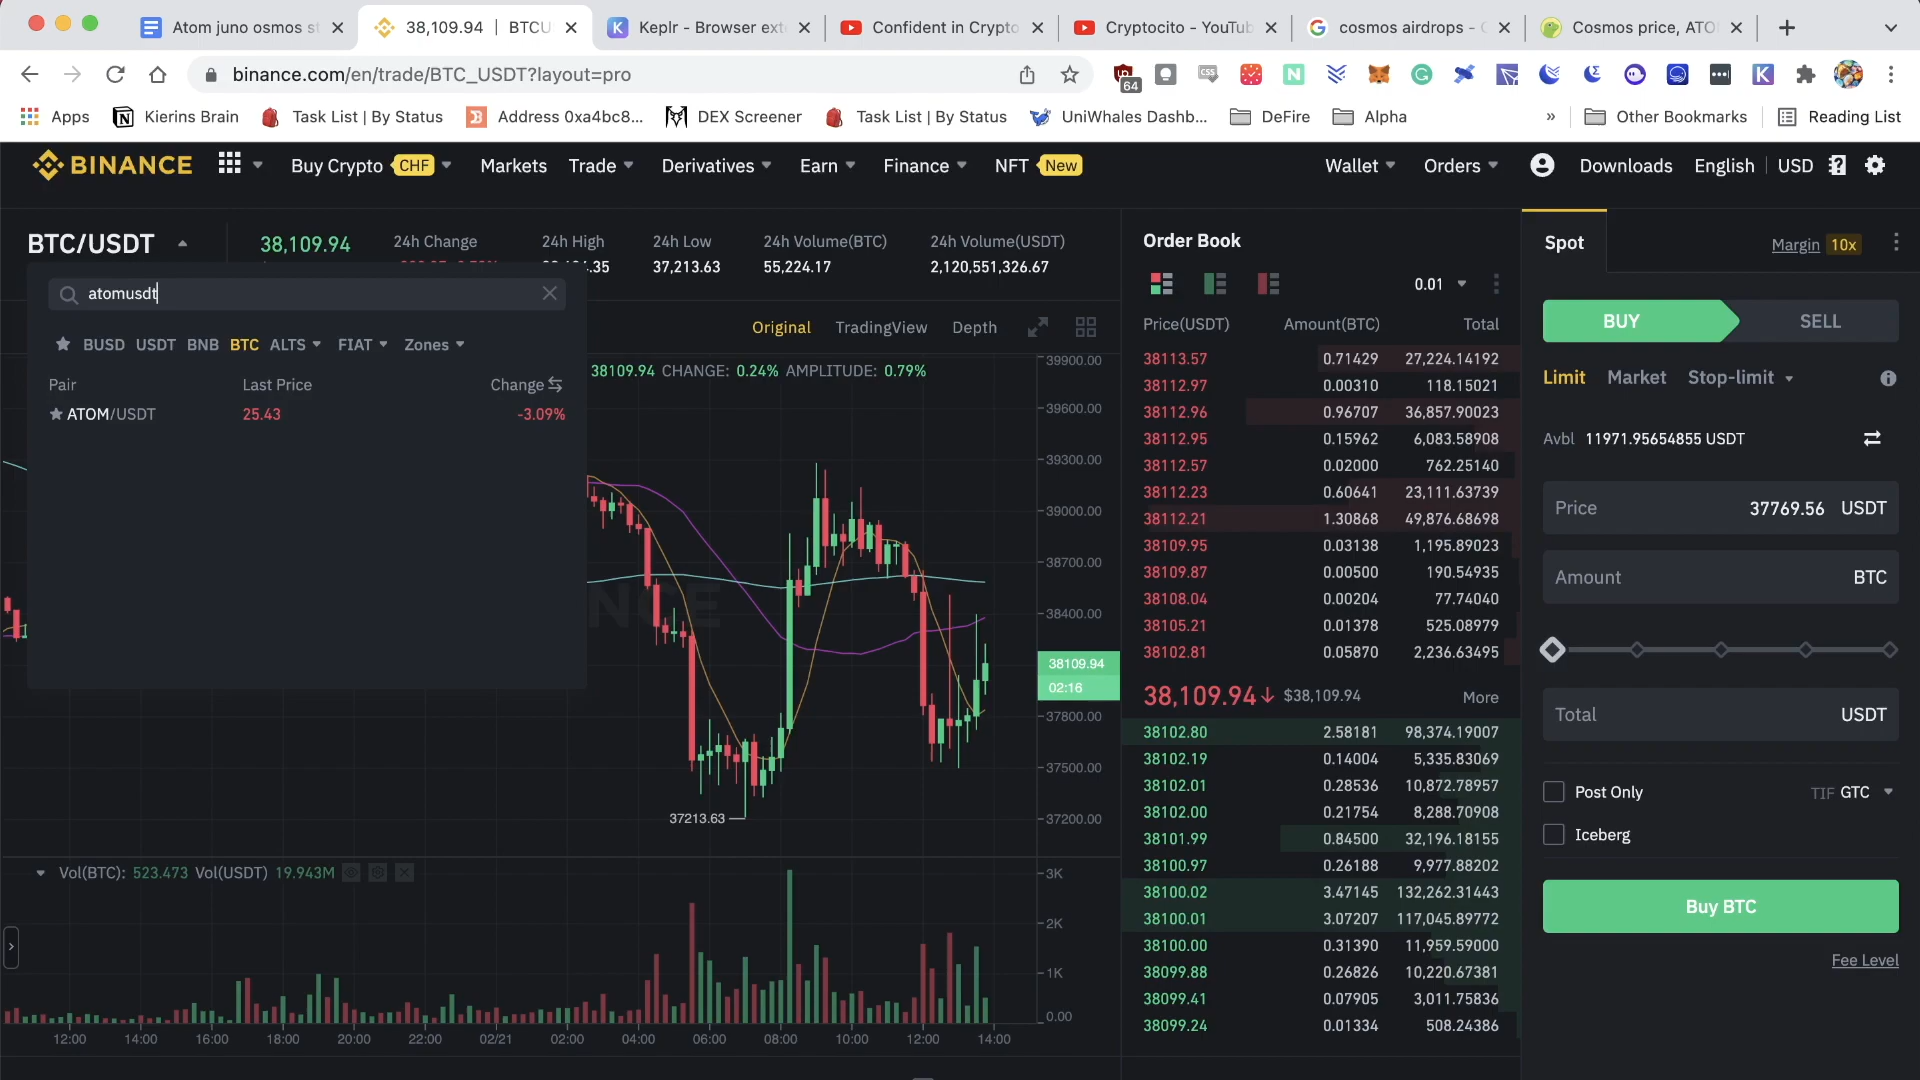 Atom juno osmos st
38,109.94 | BTCU
Keplr - Browser ext
Confident in Crypto
Cryptocito - YouTub
cosmos airdrops - G
Cosmos price, ATO
binance.com/en/trade/BTC_USDT?layout=pro
64
Apps
Kierins Brain
Task List | By Status
Address 0xa4bc8...
DEX Screener
Task List | By Status
UniWhales Dashb...
DeFire
Alpha
»
Other Bookmarks
Reading List
BINANCE
Buy Crypto CHF
Markets
Trade
Derivatives
Earn
Finance
NFT New
Wallet
Orders
Downloads
English
USD
BTC/USDT
38,109.94
24h Change
24h High
24h Low
37,213.63
24h Volume(BTC)
55,224.17
24h Volume(USDT)
2,120,551,326.67
atomusdt
BUSD USDT BNB BTC ALTS FIAT Zones
Pair Last Price Change
ATOM/USDT 25.43 -3.09%
Original TradingView Depth
38109.94 CHANGE: 0.24% AMPLITUDE: 0.79%
39900.00
39600.00
39300.00
39000.00
38700.00
38400.00
38109.94
02:16
37800.00
37500.00
37200.00
37213.63
Vol(BTC): 523.473 Vol(USDT) 19.943M
3K
2K
1K
0.00
12:00 14:00 16:00 18:00 20:00 22:00 02/21 02:00 04:00 06:00 08:00 10:00 12:00 14:00
Order Book
0.01
Price(USDT) Amount(BTC) Total
38113.57 0.71429 27,224.14192
38112.97 0.00310 118.15021
38112.96 0.96707 36,857.90023
38112.95 0.15962 6,083.58908
38112.57 0.02000 762.25140
38112.23 0.60641 23,111.63739
38112.21 1.30868 49,876.68698
38109.95 0.03138 1,195.89023
38109.87 0.00500 190.54935
38108.04 0.00204 77.74040
38105.21 0.01378 525.08979
38102.81 0.05870 2,236.63495
38,109.94 $38,109.94 More
38102.80 2.58181 98,374.19007
38102.19 0.14004 5,335.83069
38102.01 0.28536 10,872.78957
38102.00 0.21754 8,288.70908
38101.99 0.84500 32,196.18155
38100.97 0.26188 9,977.88202
38100.02 3.47145 132,262.31443
38100.01 3.07207 117,045.89772
38100.00 0.31390 11,959.59000
38099.88 0.26826 10,220.67381
38099.41 0.07905 3,011.75836
38099.24 0.01334 508.24386
Spot
Margin 10x
BUY SELL
Limit Market Stop-limit
Avbl 11971.95654855 USDT
Price 37769.56 USDT
Amount BTC
Total USDT
Post Only
TIF GTC
Iceberg
Buy BTC
Fee Level